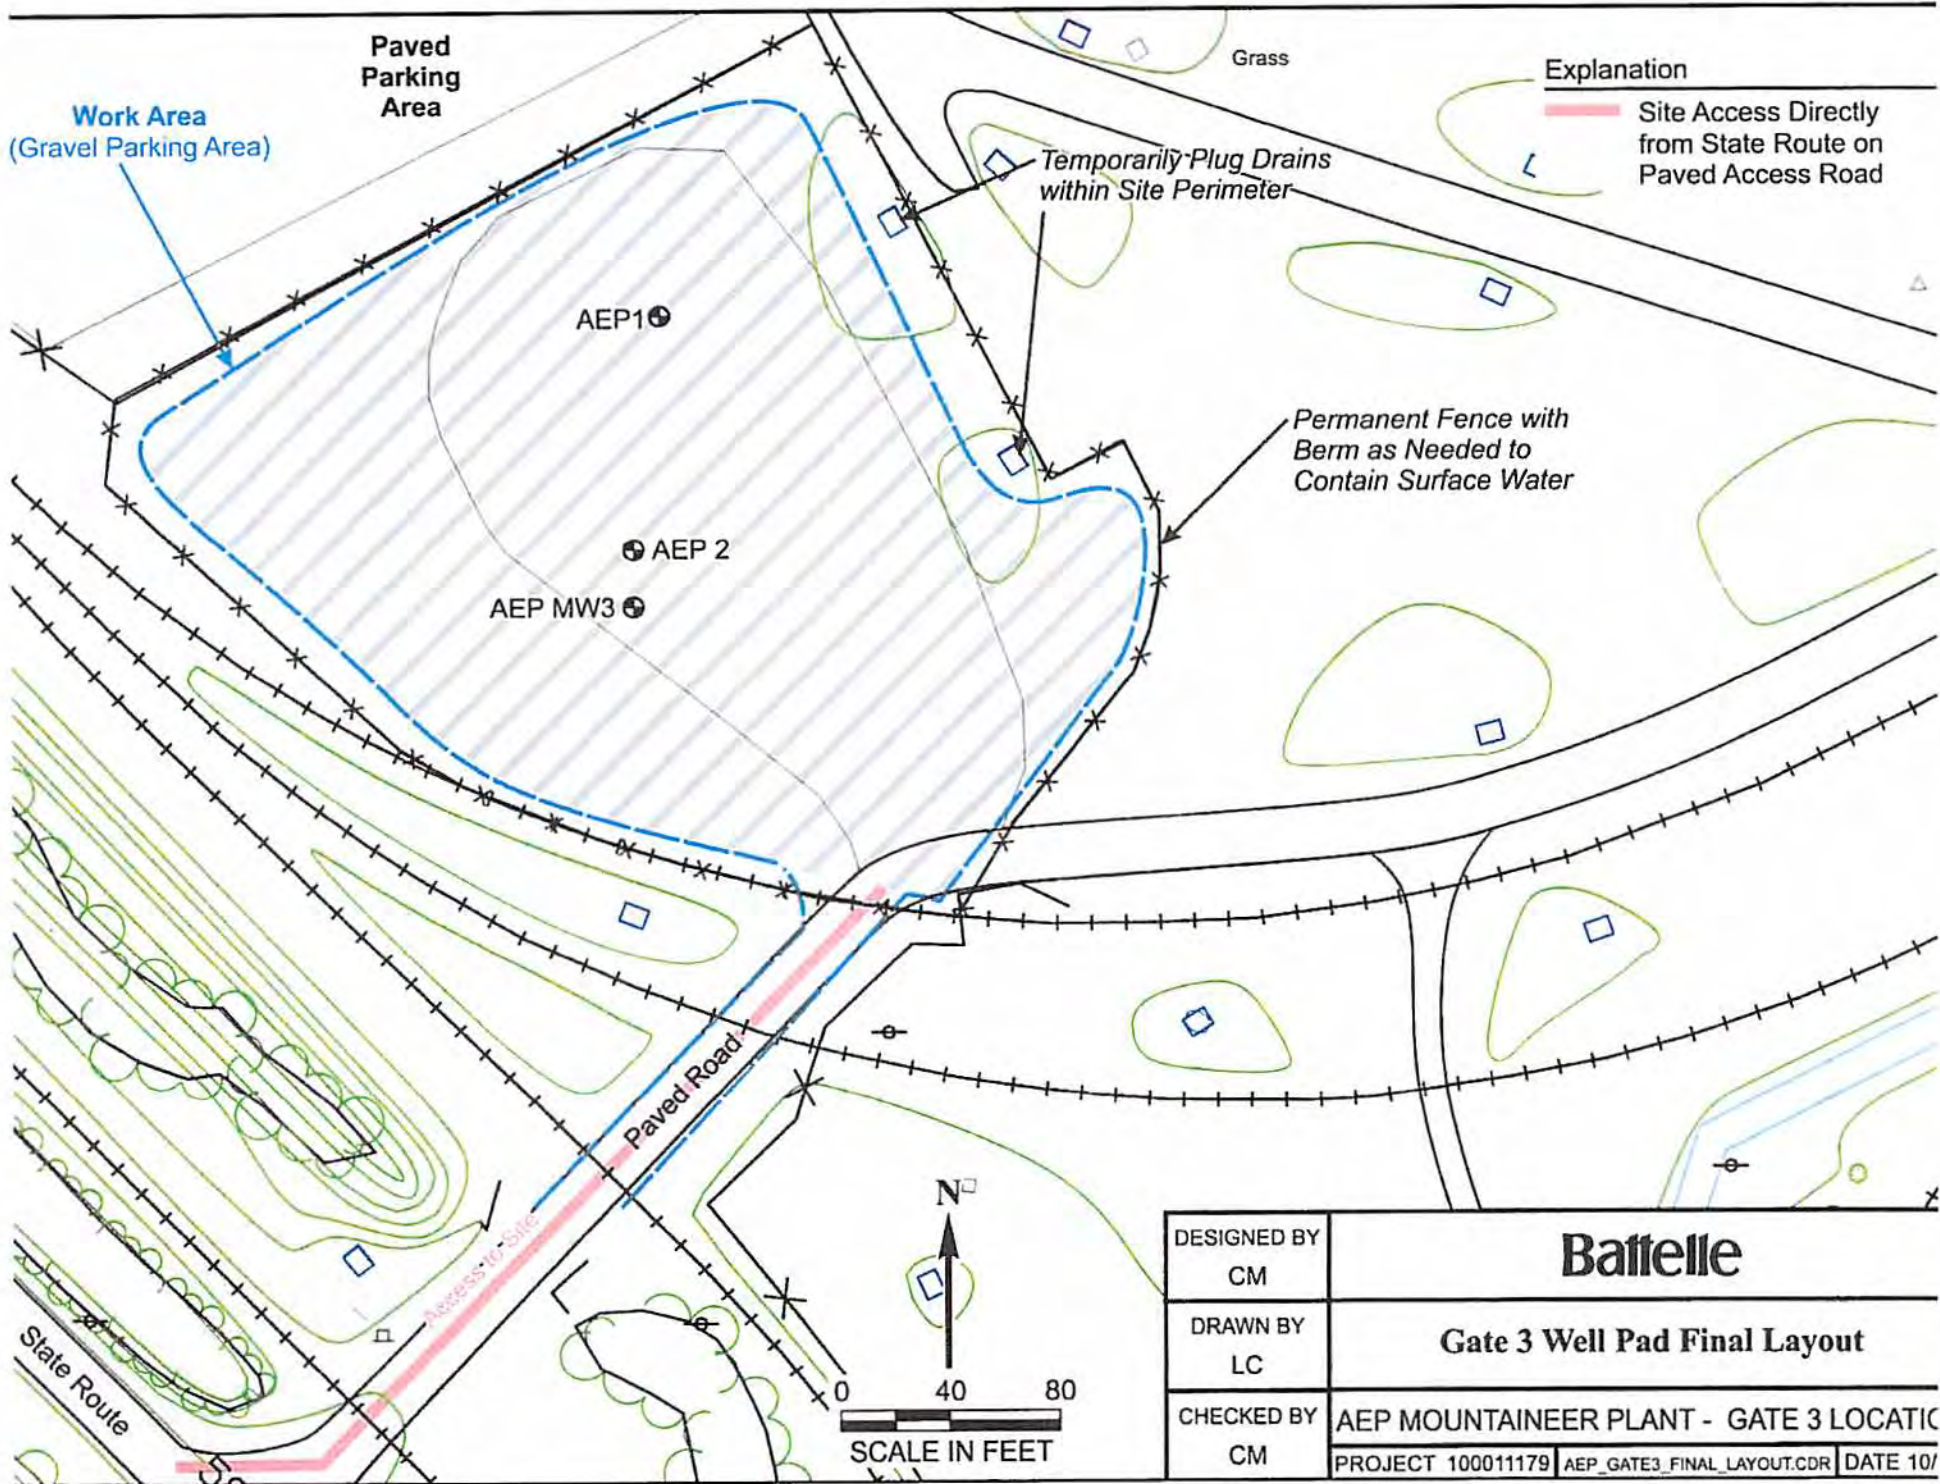 Paved
Parking
Area
Work Area
(Gravel Parking Area)
Grass
Explanation
Site Access Directly
from State Route on
Paved Access Road
Temporarily Plug Drains
within Site Perimeter
AEP1
Permanent Fence with
Berm as Needed to
Contain Surface Water
AEP 2
AEP MW3
Paved Road
Access to Site
State Route
N
0 40 80
SCALE IN FEET
DESIGNED BY
CM
Battelle
DRAWN BY
LC
Gate 3 Well Pad Final Layout
CHECKED BY
CM
AEP MOUNTAINEER PLANT - GATE 3 LOCATIO
PROJECT 100011179
AEP_GATE3_FINAL_LAYOUT.CDR
DATE 10/